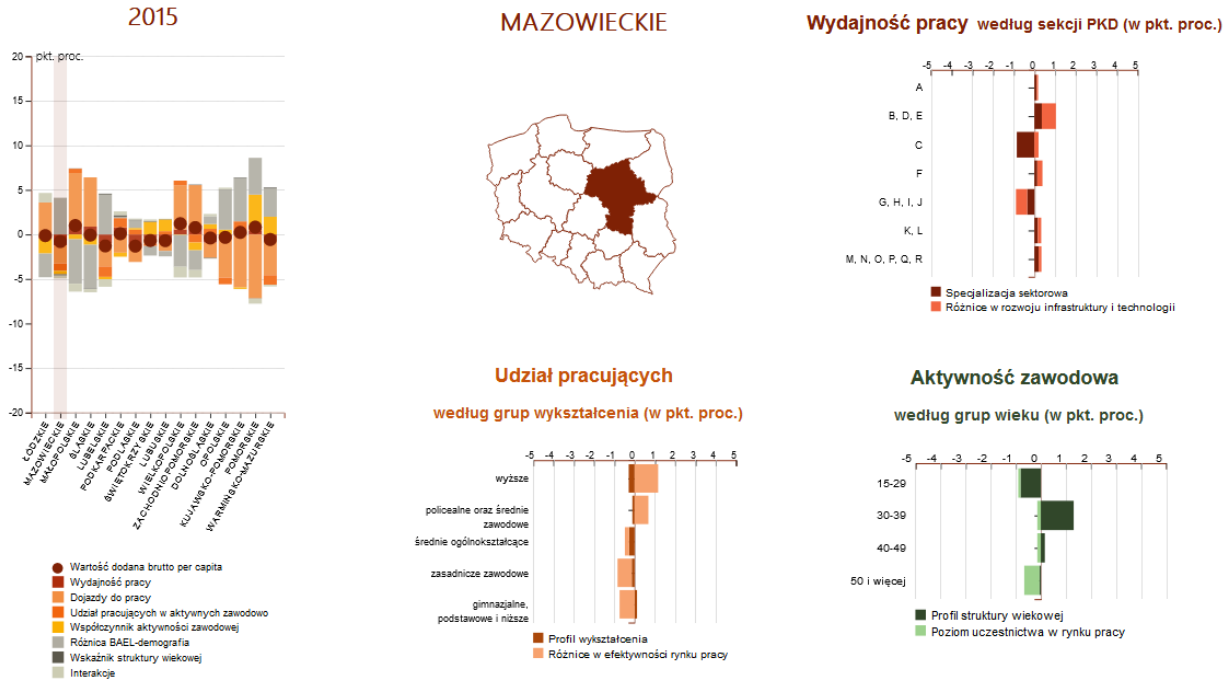 2015
pkt. proc.
20
15
10
5
0
-5
-10
-15
-20
ŁÓDZKIE
MAZOWIECKIE
MAŁOPOLSKIE
ŚLĄSKIE
LUBELSKIE
PODKARPACKIE
PODLASKIE
ŚWIĘTOKRZYSKIE
LUBUSKIE
WIELKOPOLSKIE
ZACHODNIOPOMORSKIE
DOLNOŚLĄSKIE
OPOLSKIE
KUJAWSKO-POMORSKIE
POMORSKIE
WARMIŃSKO-MAZURSKIE
Wartość dodana brutto per capita
Wydajność pracy
Dojazdy do pracy
Udział pracujących w aktywnych zawodowo
Współczynnik aktywności zawodowej
Różnica BAEL-demografia
Wskaźnik struktury wiekowej
Interakcje
MAZOWIECKIE
Wydajność pracy według sekcji PKD (w pkt. proc.)
-5 -4 -3 -2 -1 0 1 2 3 4 5
A
B, D, E
C
F
G, H, I, J
K, L
M, N, O, P, Q, R
Specjalizacja sektorowa
Różnice w rozwoju infrastruktury i technologii
Udział pracujących
według grup wykształcenia (w pkt. proc.)
-5 -4 -3 -2 -1 0 1 2 3 4 5
wyższe
policealne oraz średnie
zawodowe
średnie ogólnokształcące
zasadnicze zawodowe
gimnazjalne,
podstawowe i niższe
Profil wykształcenia
Różnice w efektywności rynku pracy
Aktywność zawodowa
według grup wieku (w pkt. proc.)
-5 -4 -3 -2 -1 0 1 2 3 4 5
15-29
30-39
40-49
50 i więcej
Profil struktury wiekowej
Poziom uczestnictwa w rynku pracy